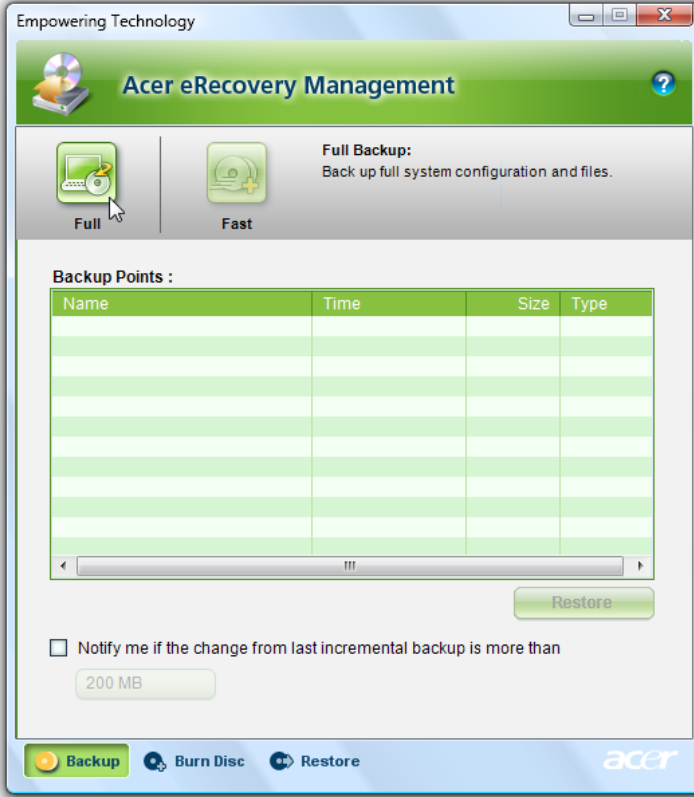 Empowering Technology
Acer eRecovery Management
Full Backup:
Back up full system configuration and files.
Full
Fast
Backup Points :
Name Time Size Type
Restore
Notify me if the change from last incremental backup is more than
200 MB
Backup Burn Disc Restore acer